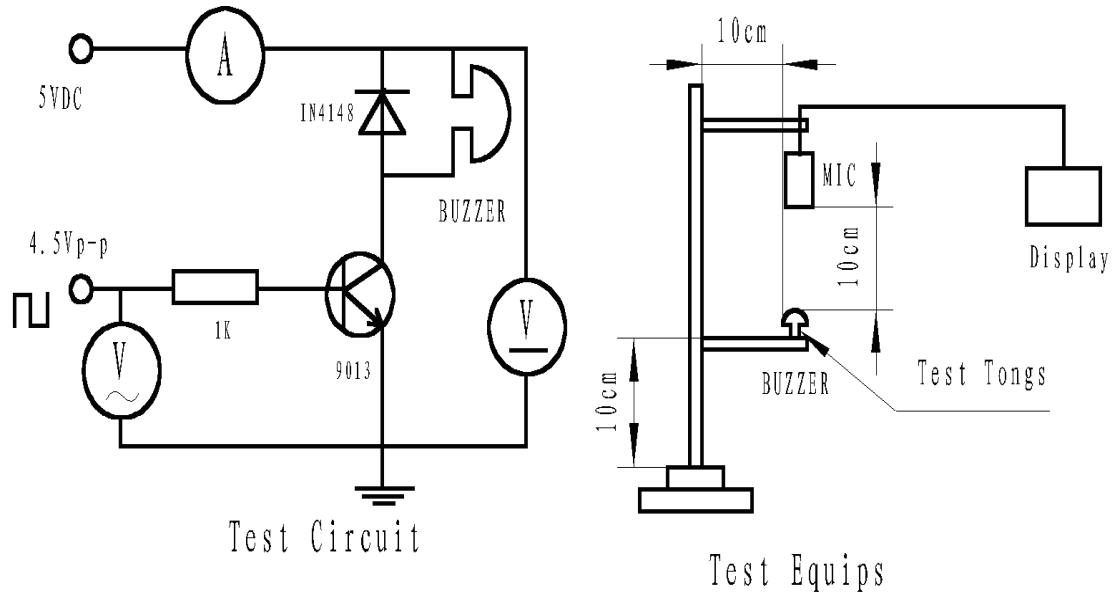 A
5VDC
IN4148
BUZZER
4.5Vp-p
1K
9013
V
V
Test Circuit
10cm
MIC
10cm
Display
BUZZER
Test Tongs
10cm
Test Equips